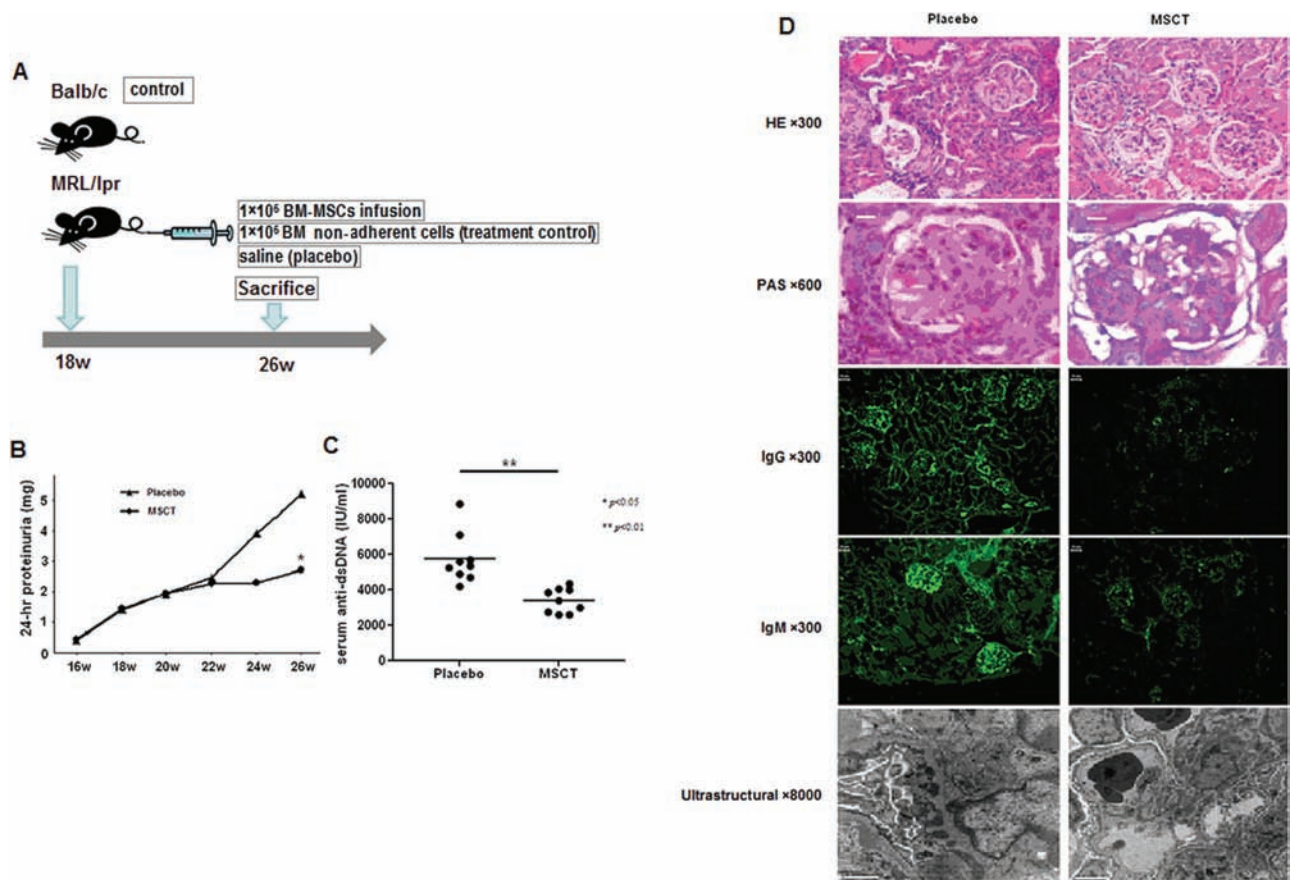 A
Balb/c control
MRL/lpr
1×10⁶ BM-MSCs infusion
1×10⁶ BM non-adherent cells (treatment control)
saline (placebo)
Sacrifice
18w
26w
B
24-hr proteinuria (mg)
Placebo
MSCT
5
4
3
2
1
0
16w 18w 20w 22w 24w 26w
*
C
serum anti-dsDNA (IU/ml)
**
* p<0.05
** p<0.01
10000
8000
6000
4000
2000
0
Placebo MSCT
D
Placebo MSCT
HE ×300
PAS ×600
IgG ×300
IgM ×300
Ultrastructural ×8000